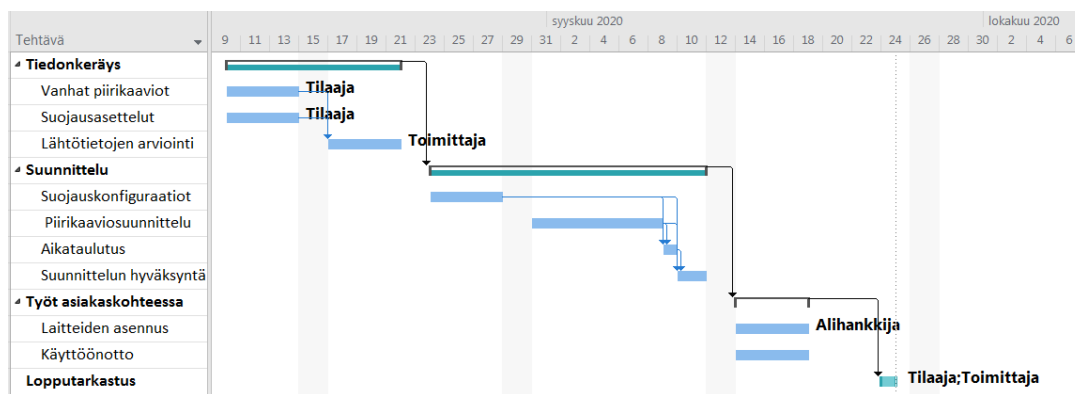 syyskuu 2020 lokakuu 2020
Tehtävä 9 11 13 15 17 19 21 23 25 27 29 31 2 4 6 8 10 12 14 16 18 20 22 24 26 28 30 2 4 6
Tiedonkeräys
Vanhat piirikaaviot Tilaaja
Suojausasettelut Tilaaja
Lähtötietojen arviointi Toimittaja
Suunnittelu
Suojauskonfiguraatiot
Piirikaaviosuunnittelu
Aikataulutus
Suunnittelun hyväksyntä
Työt asiakaskohteessa
Laitteiden asennus Alihankkija
Käyttöönotto
Lopputarkastus Tilaaja;Toimittaja